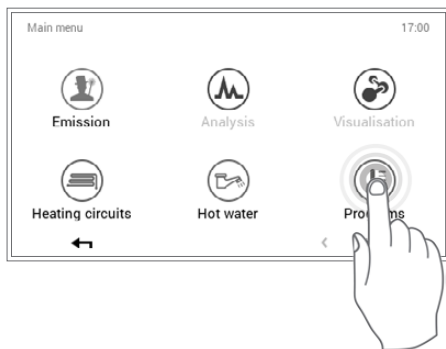 Main menu 17:00
Emission Analysis Visualisation
Heating circuits Hot water